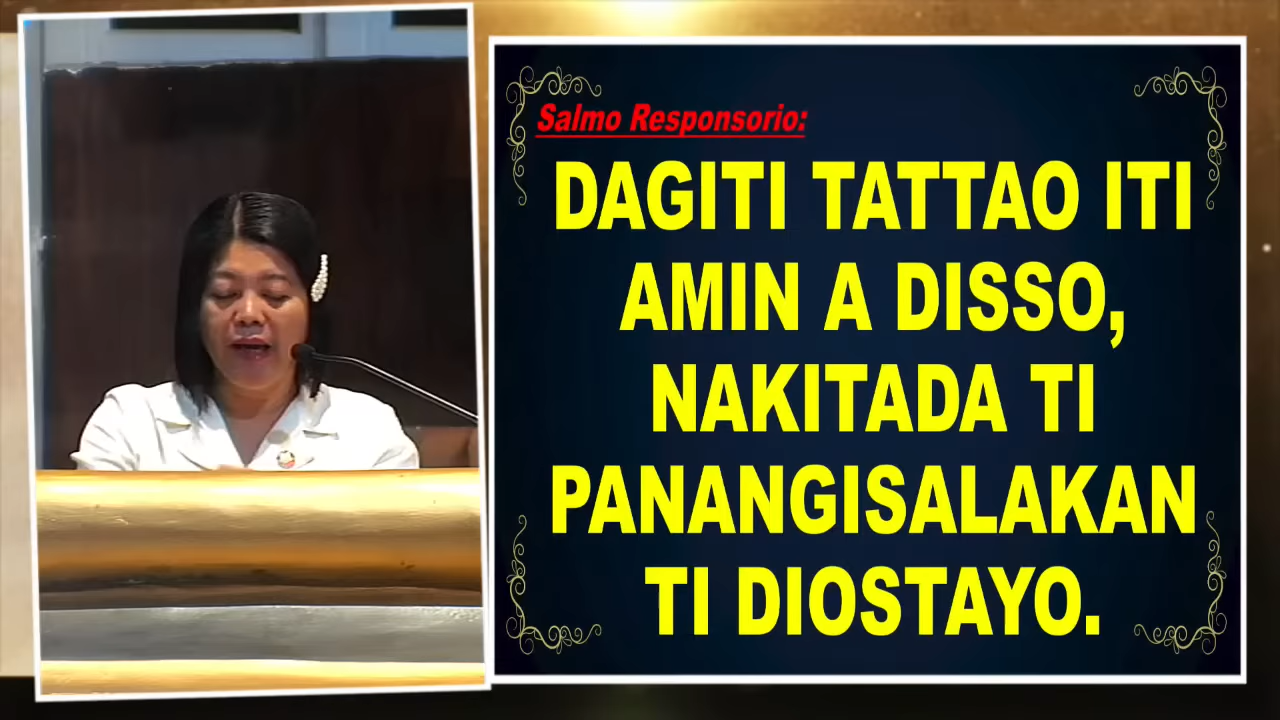 Salmo Responsorio:
DAGITI TATTAO ITI
AMIN A DISSO,
NAKITADA TI
PANANGISALAKAN
TI DIOSTAYO.